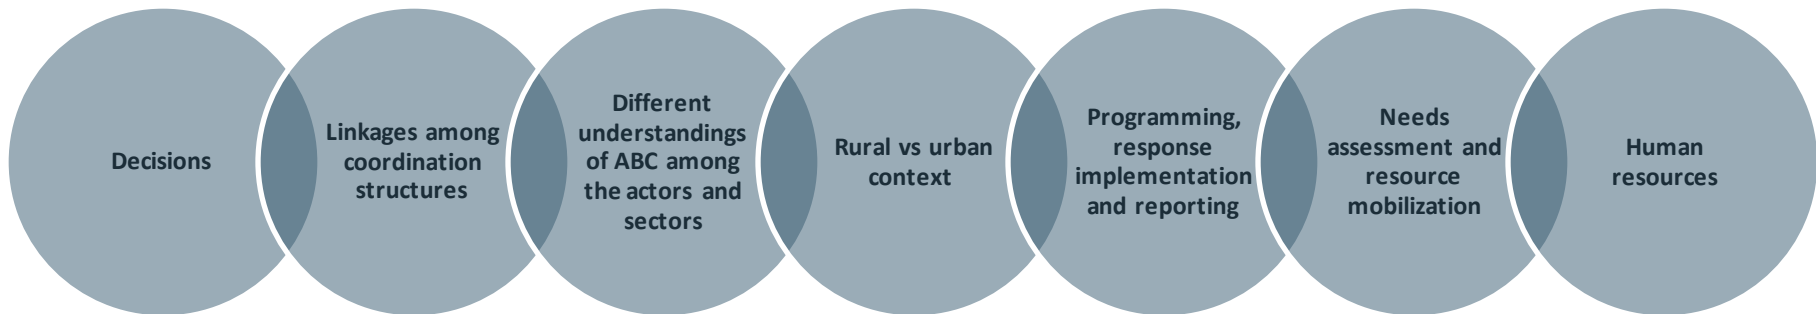 Decisions
Linkages among
coordination
structures
Different
understandings
of ABC among
the actors and
sectors
Rural vs urban
context
Programming,
response
implementation
and reporting
Needs
assessment and
resource
mobilization
Human
resources